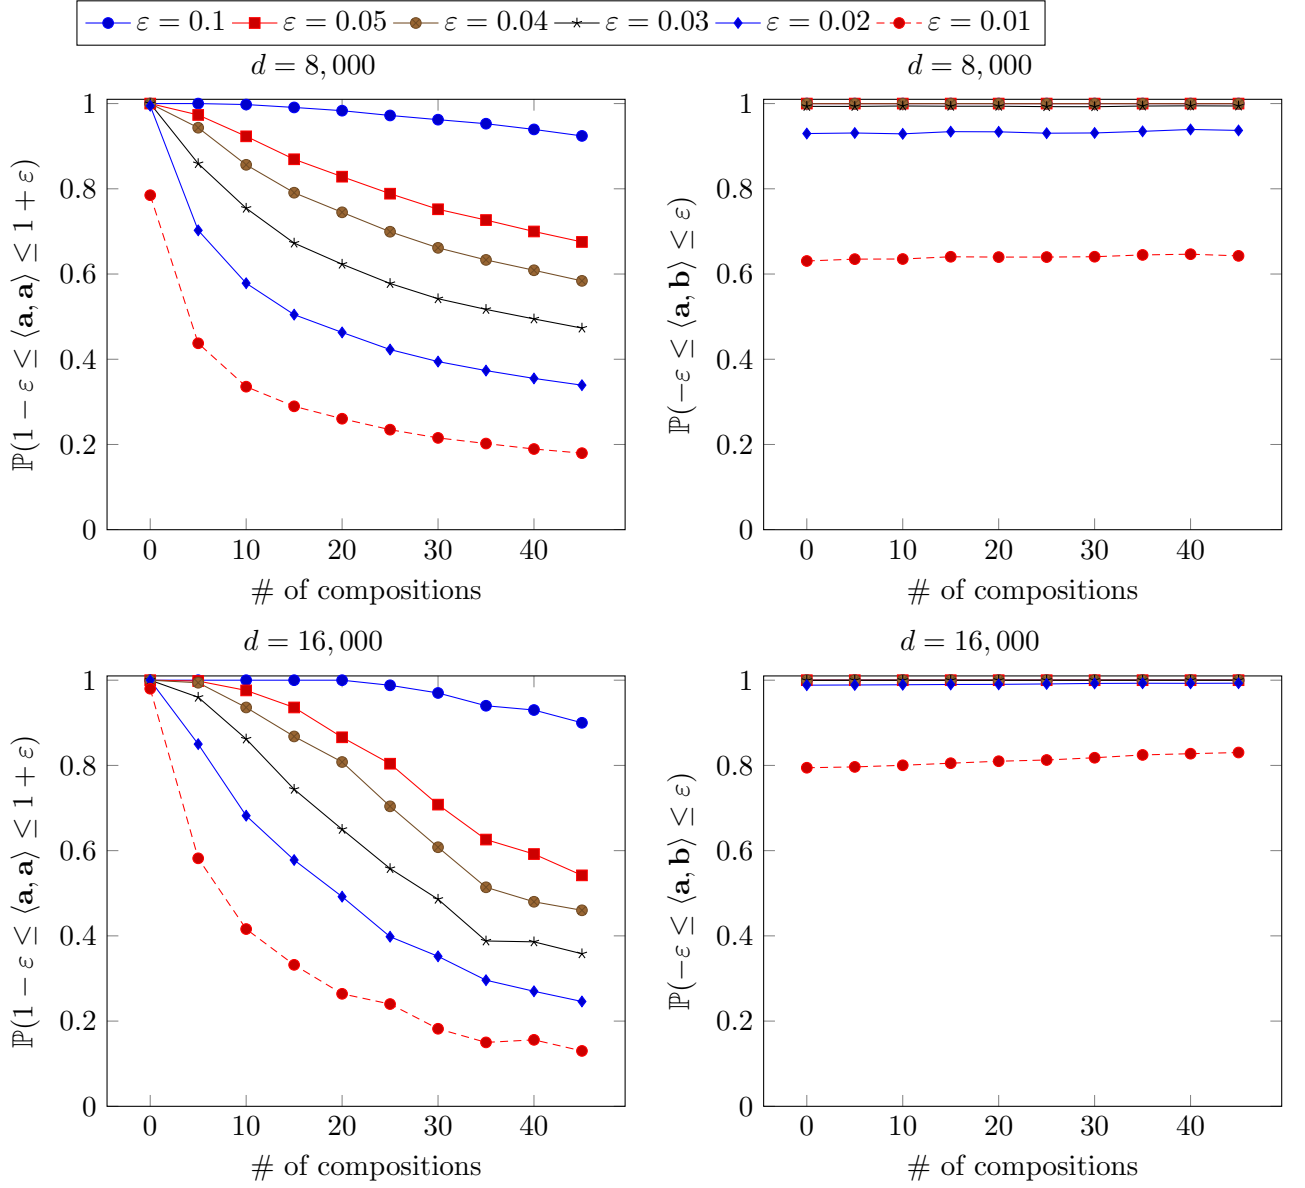 ε = 0.1 ε = 0.05 ε = 0.04 ε = 0.03 ε = 0.02 ε = 0.01
d = 8,000
ℙ(1 − ε ≤ ⟨a, a⟩ ≤ 1 + ε)
1
0.8
0.6
0.4
0.2
0
0 10 20 30 40
# of compositions
d = 8,000
ℙ(−ε ≤ ⟨a, b⟩ ≤ ε)
1
0.8
0.6
0.4
0.2
0
0 10 20 30 40
# of compositions
d = 16,000
ℙ(1 − ε ≤ ⟨a, a⟩ ≤ 1 + ε)
1
0.8
0.6
0.4
0.2
0
0 10 20 30 40
# of compositions
d = 16,000
ℙ(−ε ≤ ⟨a, b⟩ ≤ ε)
1
0.8
0.6
0.4
0.2
0
0 10 20 30 40
# of compositions